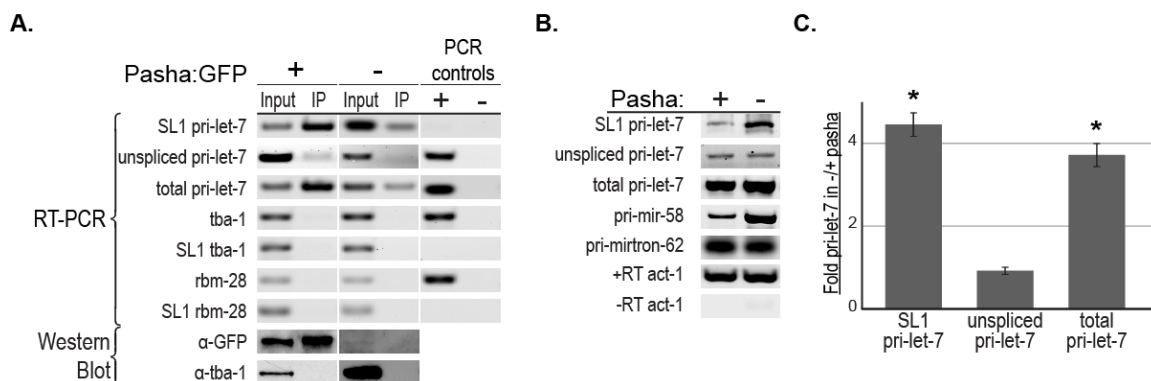 A.
Pasha:GFP + - PCR controls
Input IP Input IP + -
RT-PCR
SL1 pri-let-7
unspliced pri-let-7
total pri-let-7
tba-1
SL1 tba-1
rbm-28
SL1 rbm-28
Western Blot
α-GFP
α-tba-1
B.
Pasha: + -
SL1 pri-let-7
unspliced pri-let-7
total pri-let-7
pri-mir-58
pri-mirtron-62
+RT act-1
-RT act-1
C.
Fold pri-let-7 in -/+ pasha
4
2
0
* *
SL1 pri-let-7
unspliced pri-let-7
total pri-let-7